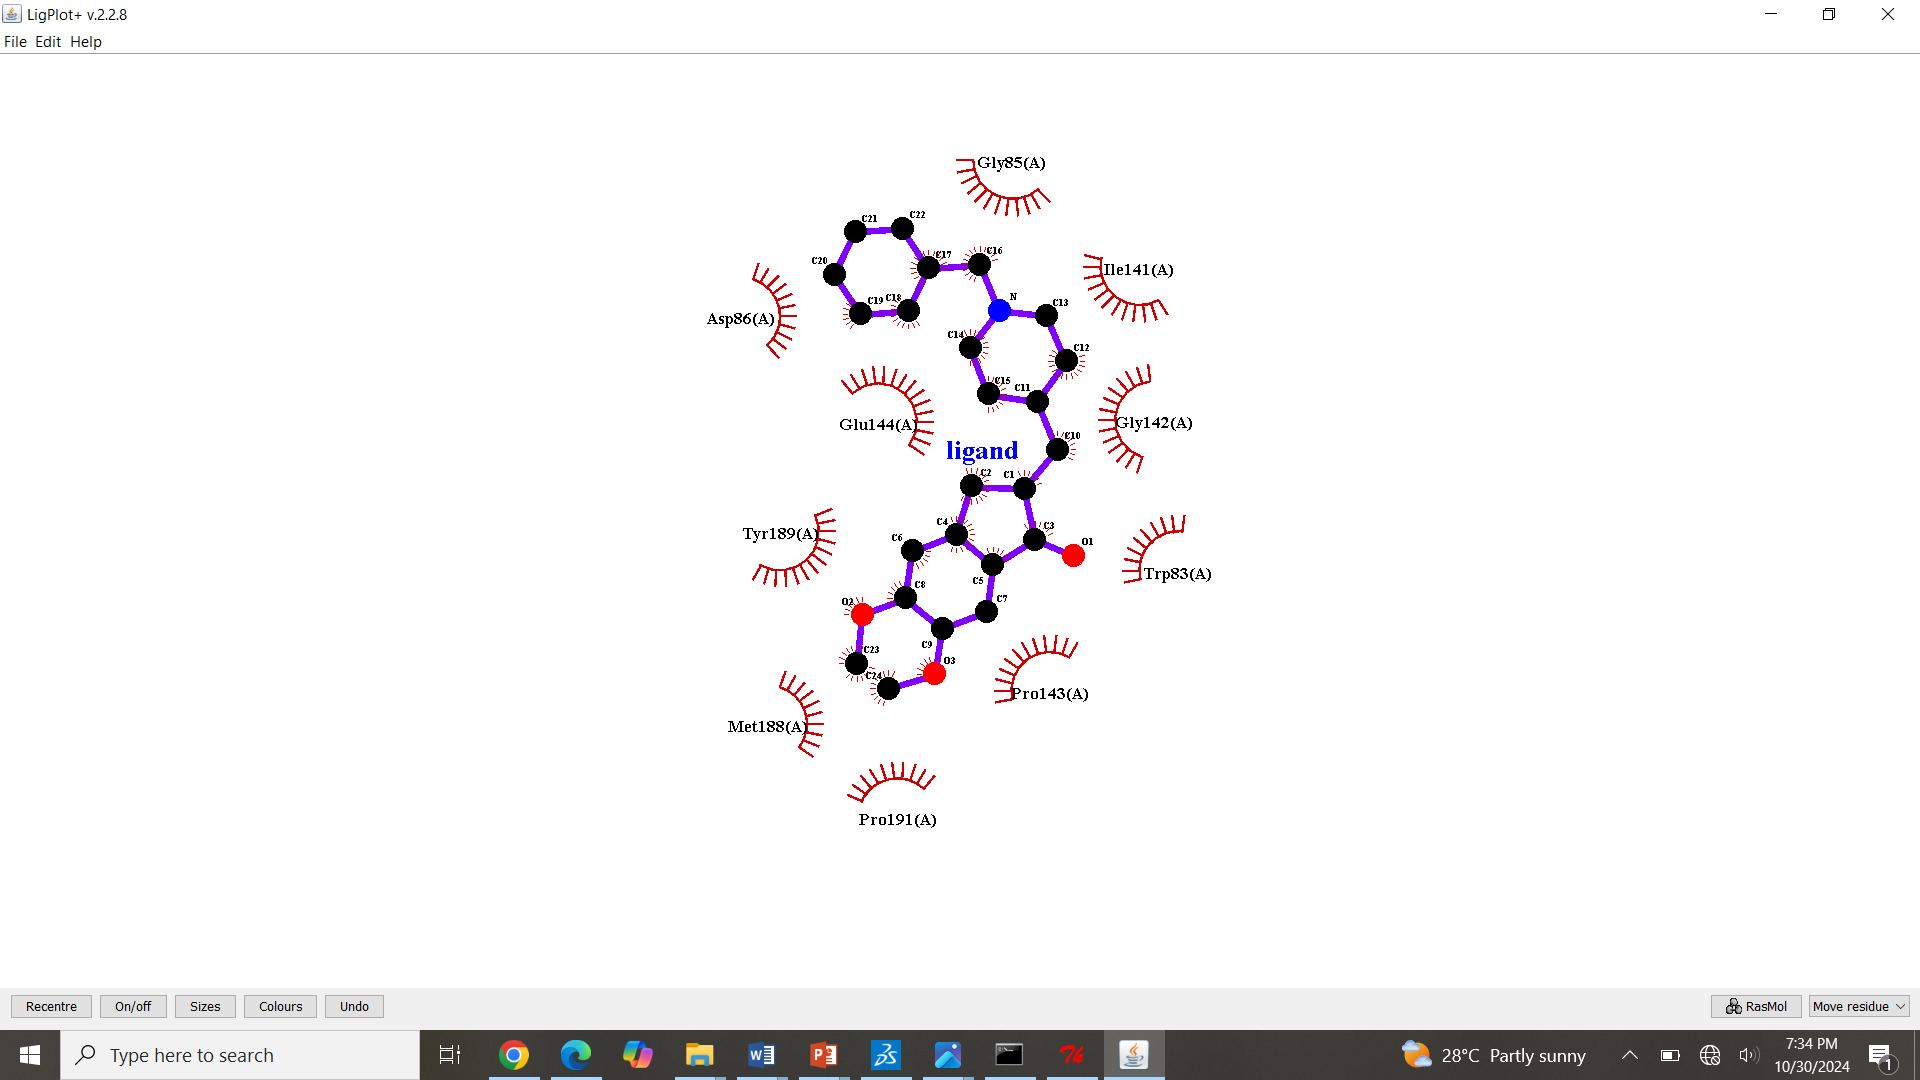 LigPlot+ v.2.2.8
File Edit Help
Gly85(A)
C21
C22
C17
C16
C20
Ile141(A)
C19
C18
N
C13
Asp86(A)
C14
C12
C15
C11
Glu144(A)
Gly142(A)
C10
ligand
C2
C1
C4
C3
C6
O1
Tyr189(A)
C5
C8
Trp83(A)
O2
C7
C9
C23
O3
C24
Pro143(A)
Met188(A)
Pro191(A)
Recentre On/off Sizes Colours Undo RasMol Move residue
Type here to search
28°C Partly sunny
7:34 PM
10/30/2024
1